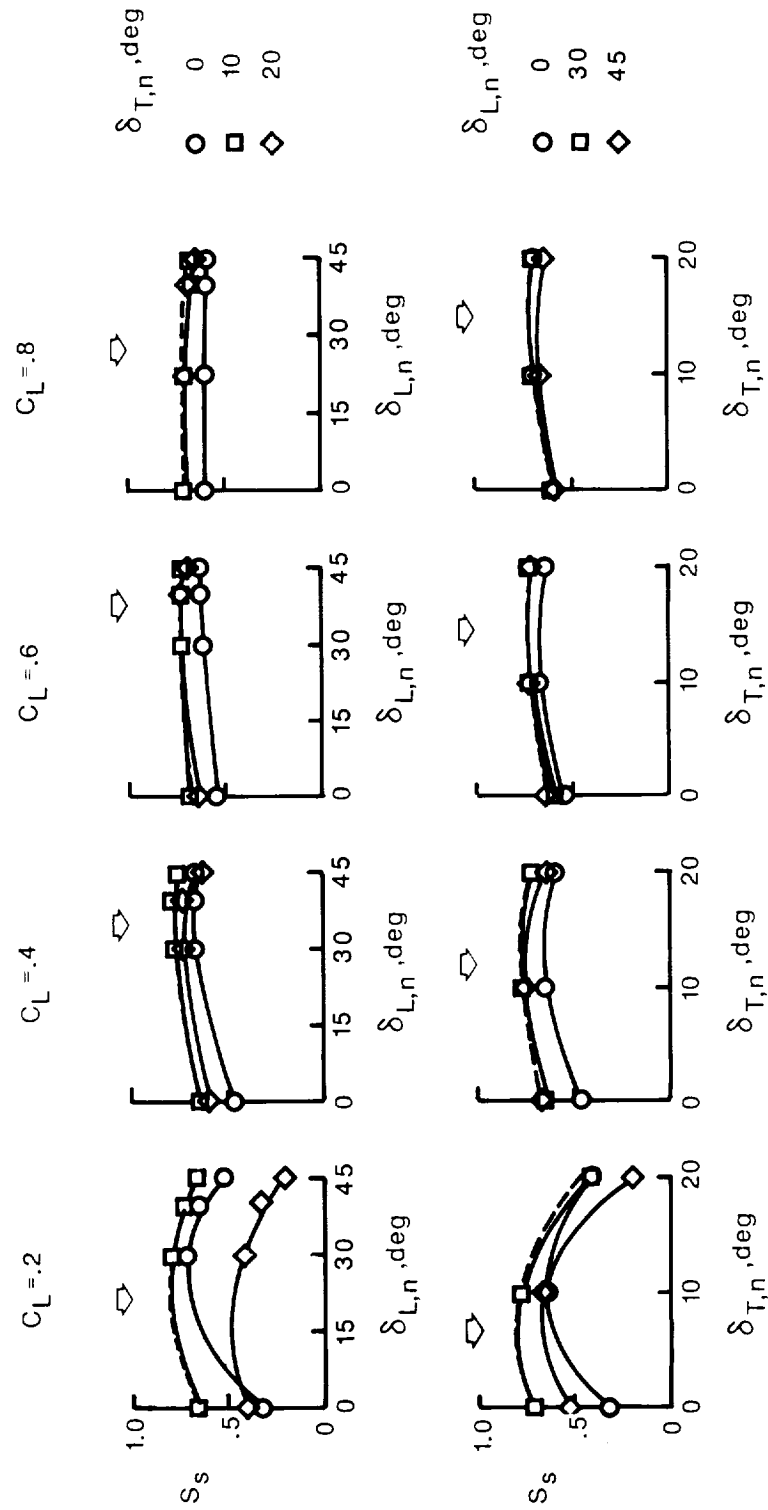 C_L=.2
C_L=.4
C_L=.6
C_L=.8
δ_T,n ,deg
0
10
20
S_s
1.0
.5
0
0 15 30 45
δ_L,n ,deg
0 15 30 45
δ_L,n ,deg
0 15 30 45
δ_L,n ,deg
0 15 30 45
δ_L,n ,deg
δ_L,n ,deg
0
30
45
S_s
1.0
.5
0
0 10 20
δ_T,n ,deg
0 10 20
δ_T,n ,deg
0 10 20
δ_T,n ,deg
0 10 20
δ_T,n ,deg